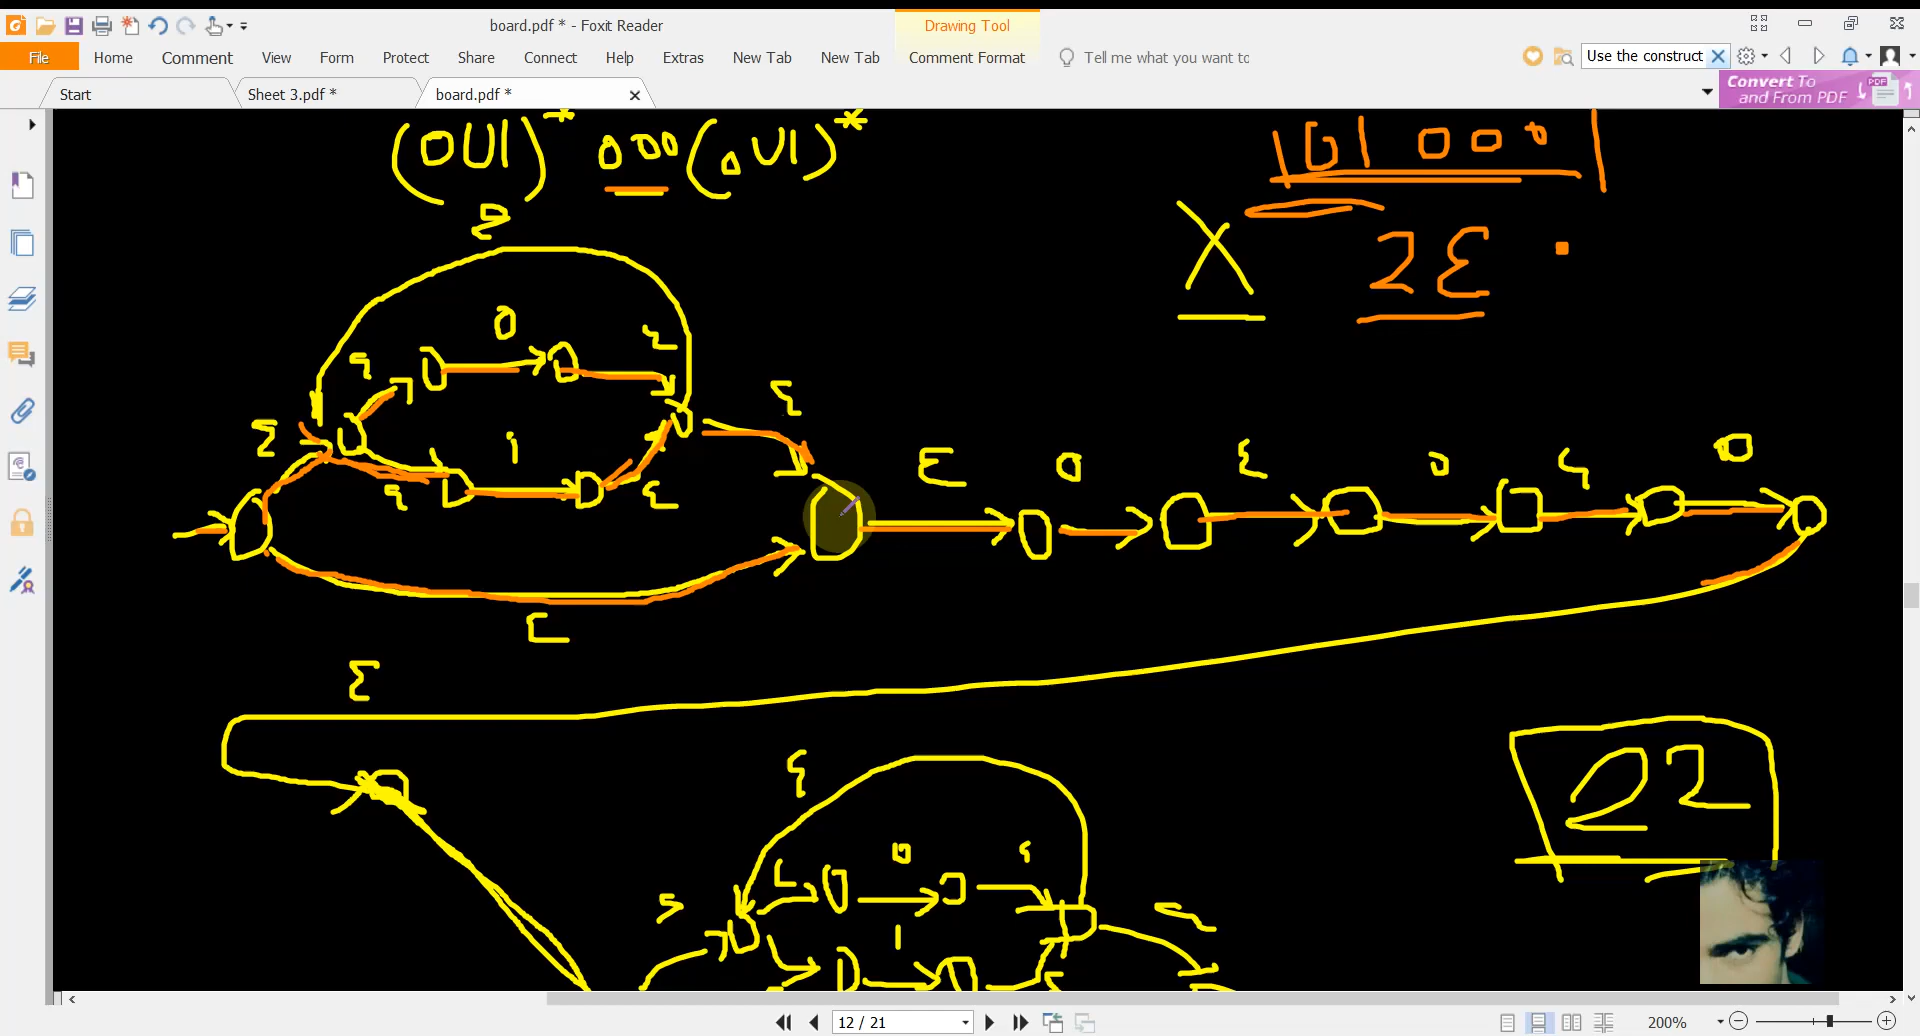 board.pdf * - Foxit Reader
Drawing Tool
File Home Comment View Form Protect Share Connect Help Extras New Tab New Tab Comment Format Tell me what you want to Use the construct
Start Sheet 3.pdf * board.pdf *
Convert To
and From PDF
PDF
(0U1)* 000(0U1)*
101000
X 2ε
0
ε
1
ε 0 ε 0 ε 0
ε
22
ε
0
1
12 / 21
200%